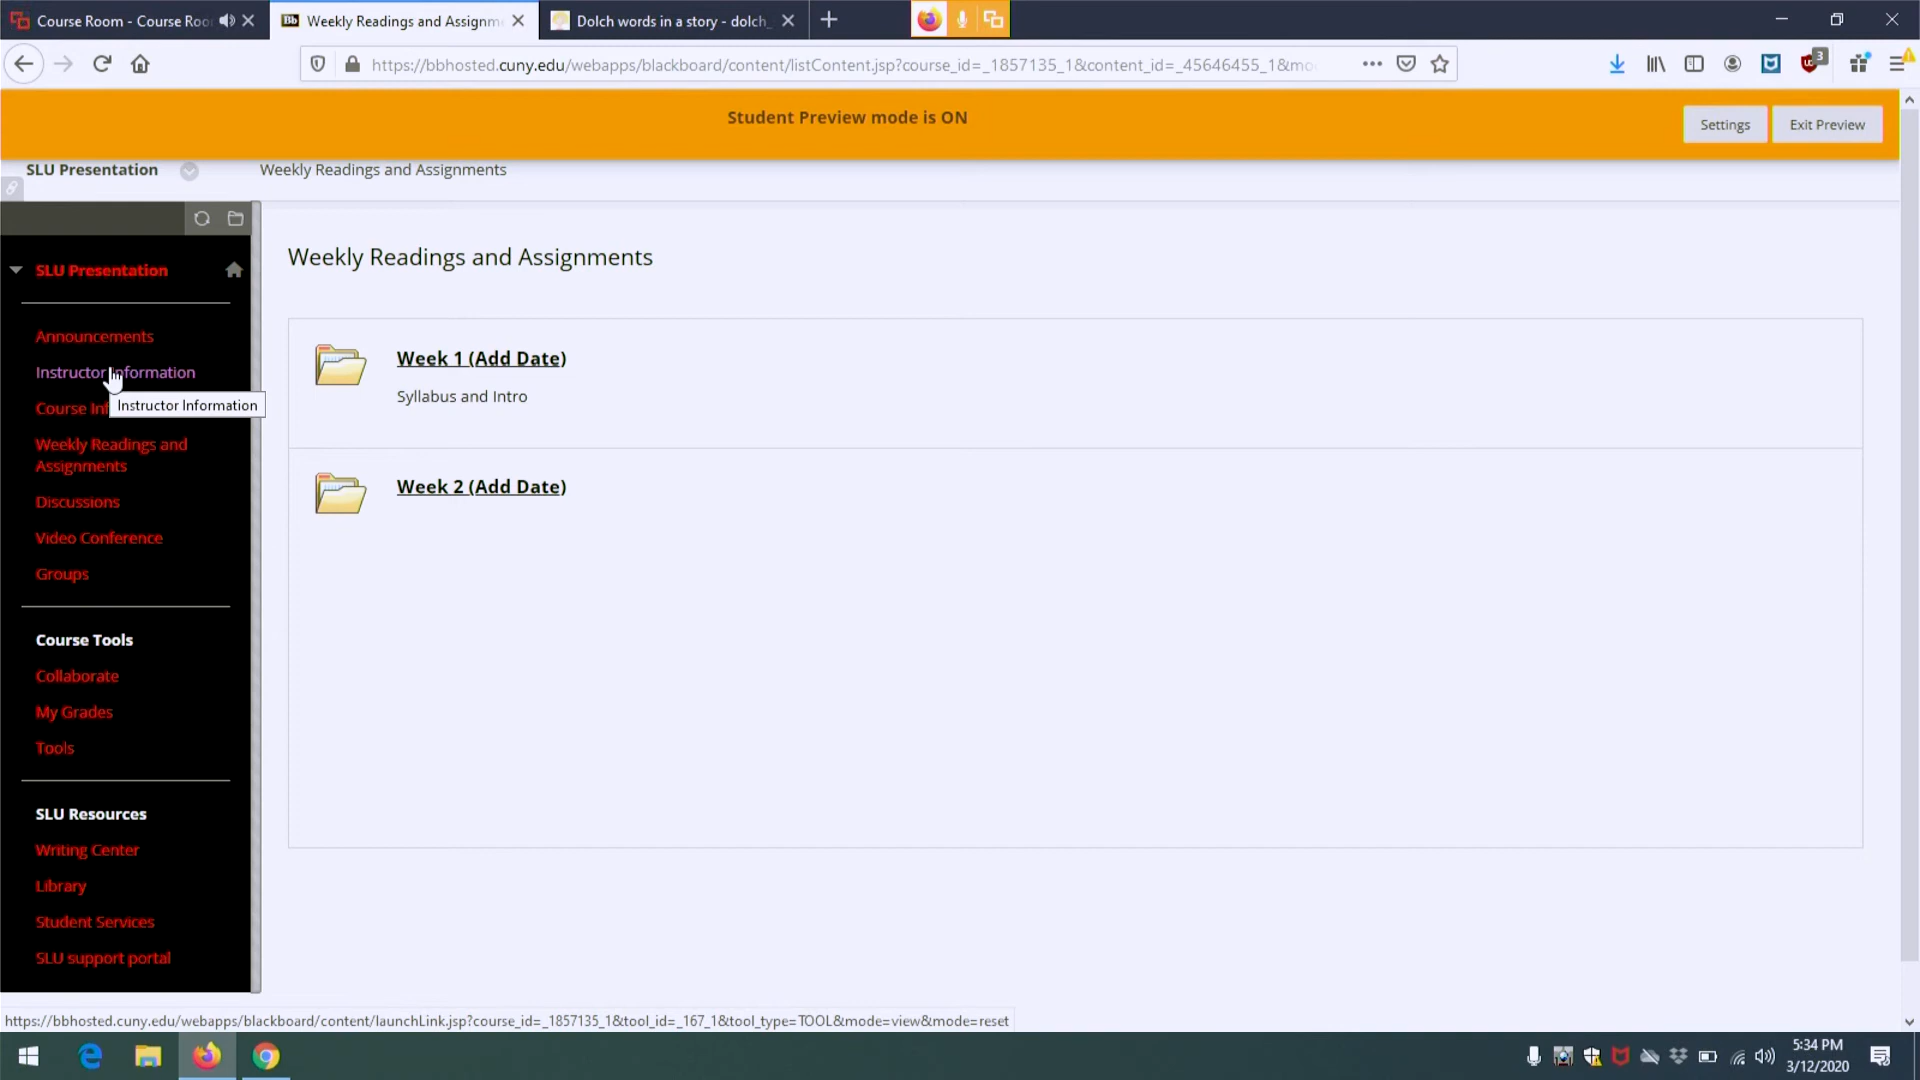 Course Room - Course Roo
Weekly Readings and Assignm
Dolch words in a story - dolch_
https://bbhosted.cuny.edu/webapps/blackboard/content/listContent.jsp?course_id=_1857135_1&content_id=_45646455_1&mo
3
Student Preview mode is ON
Settings
Exit Preview
SLU Presentation
Weekly Readings and Assignments
SLU Presentation
Announcements
Instructor Information
Course Inf
Instructor Information
Weekly Readings and
Assignments
Discussions
Video Conference
Groups
Course Tools
Collaborate
My Grades
Tools
SLU Resources
Writing Center
Library
Student Services
SLU support portal
Weekly Readings and Assignments
Week 1 (Add Date)
Syllabus and Intro
Week 2 (Add Date)
https://bbhosted.cuny.edu/webapps/blackboard/content/launchLink.jsp?course_id=_1857135_1&tool_id=_167_1&tool_type=TOOL&mode=view&mode=reset
5:34 PM
3/12/2020